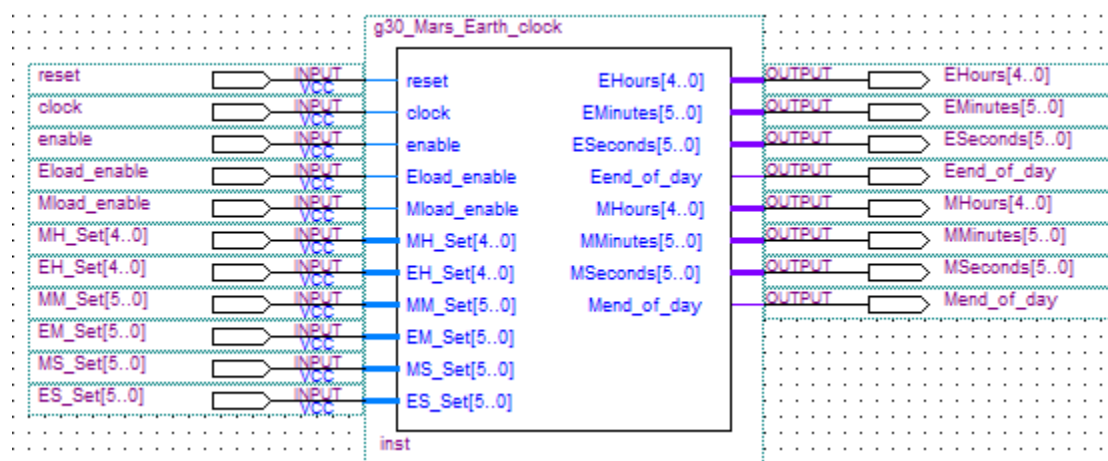 g30_Mars_Earth_clock
reset INPUT VCC reset EHours[4..0] OUTPUT EHours[4..0]
clock INPUT VCC clock EMinutes[5..0] OUTPUT EMinutes[5..0]
enable INPUT VCC enable ESeconds[5..0] OUTPUT ESeconds[5..0]
Eload_enable INPUT VCC Eload_enable Eend_of_day OUTPUT Eend_of_day
Mload_enable INPUT VCC Mload_enable MHours[4..0] OUTPUT MHours[4..0]
MH_Set[4..0] INPUT VCC MH_Set[4..0] MMinutes[5..0] OUTPUT MMinutes[5..0]
EH_Set[4..0] INPUT VCC EH_Set[4..0] MSeconds[5..0] OUTPUT MSeconds[5..0]
MM_Set[5..0] INPUT VCC MM_Set[5..0] Mend_of_day OUTPUT Mend_of_day
EM_Set[5..0] INPUT VCC EM_Set[5..0]
MS_Set[5..0] INPUT VCC MS_Set[5..0]
ES_Set[5..0] INPUT VCC ES_Set[5..0]
inst